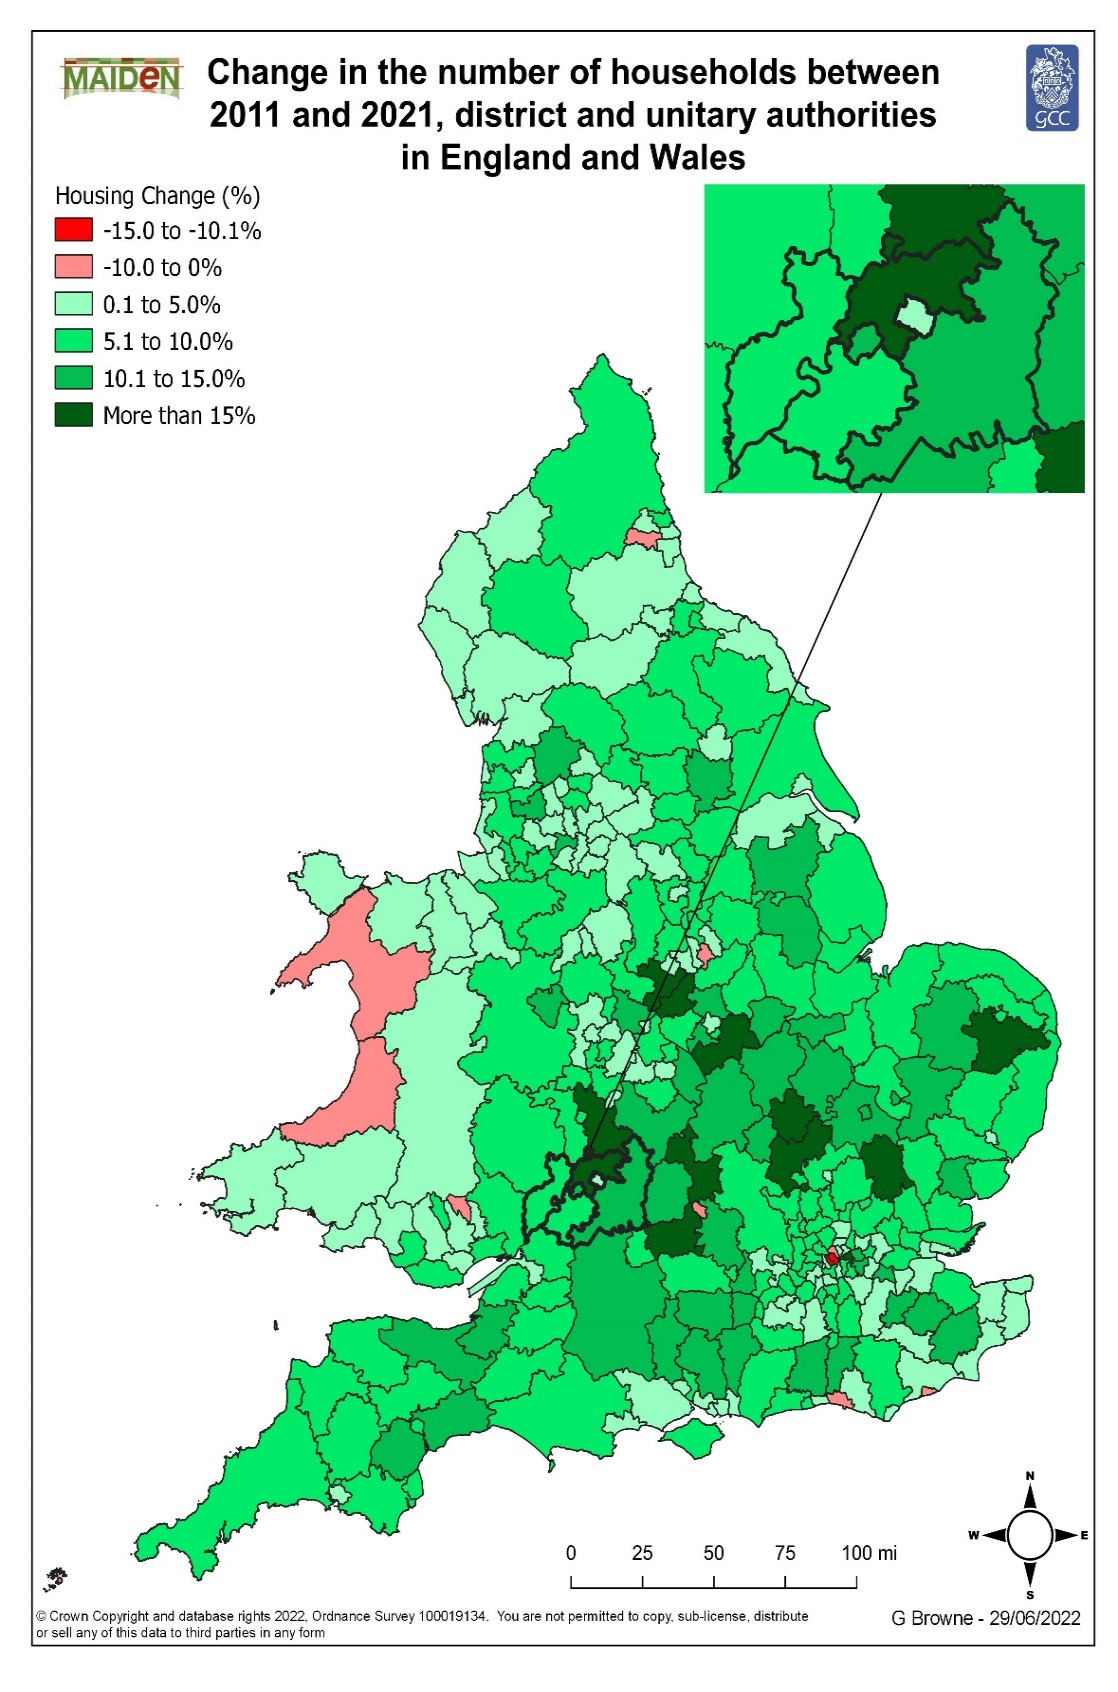 MAIDeN
Change in the number of households between
2011 and 2021, district and unitary authorities
in England and Wales
GCC
Housing Change (%)
-15.0 to -10.1%
-10.0 to 0%
0.1 to 5.0%
5.1 to 10.0%
10.1 to 15.0%
More than 15%
N
W E
S
0 25 50 75 100 mi
© Crown Copyright and database rights 2022, Ordnance Survey 100019134. You are not permitted to copy, sub-license, distribute
or sell any of this data to third parties in any form
G Browne - 29/06/2022